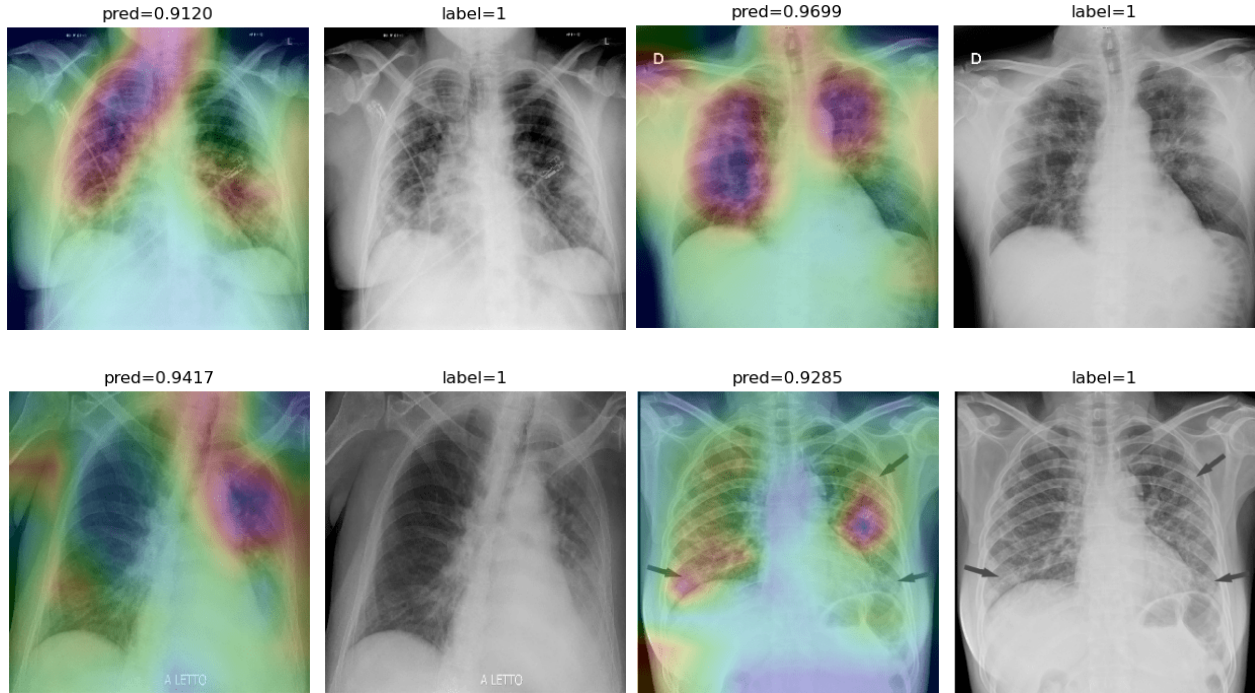 pred=0.9120
label=1
pred=0.9699
label=1
L
D
D
pred=0.9417
label=1
pred=0.9285
label=1
A LETTO
A LETTO